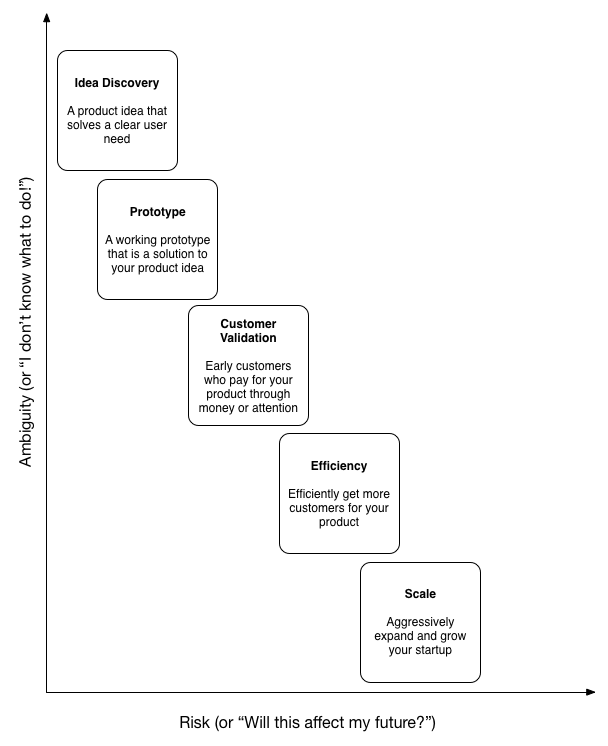 Idea Discovery
A product idea that
solves a clear user
need
Prototype
A working prototype
that is a solution to
your product idea
Customer
Validation
Early customers
who pay for your
product through
money or attention
Efficiency
Efficiently get more
customers for your
product
Scale
Aggressively
expand and grow
your startup
Ambiguity (or “I don’t know what to do!”)
Risk (or “Will this affect my future?”)